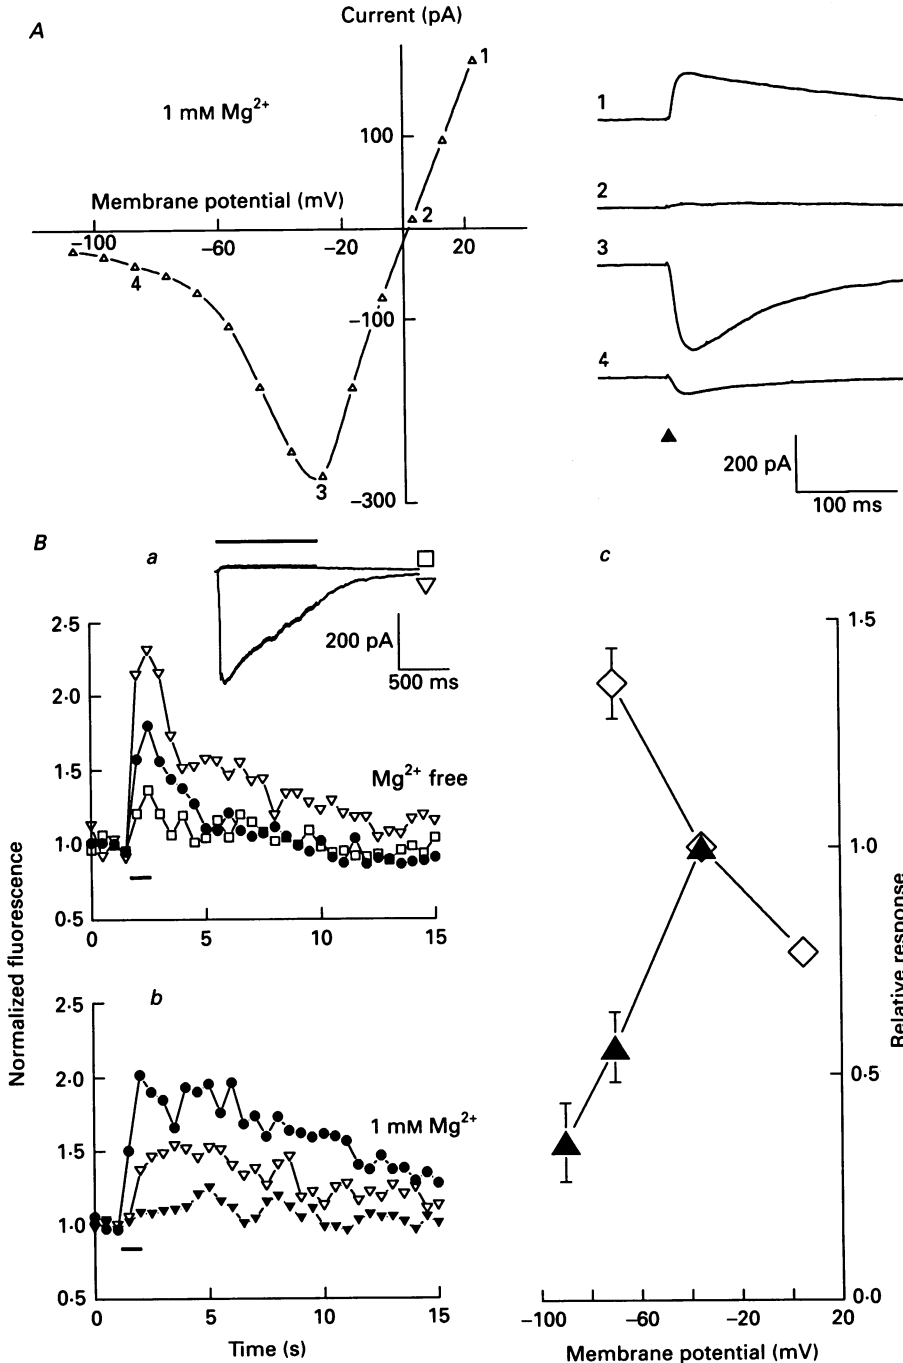 A
Current (pA)
1 mM Mg²⁺
Membrane potential (mV)
1
100
2
−100
−60
−20
20
4
−100
3
−300
1
2
3
4
200 pA
100 ms
B
a
c
200 pA
500 ms
2·5
2·0
1·5
1·0
0·5
Mg²⁺ free
0
5
10
15
Normalized fluorescence
b
2·5
2·0
1·5
1·0
0·5
1 mM Mg²⁺
0
5
10
15
Time (s)
1·5
1·0
0·5
0·0
Relative response
−100
−60
−20
20
Membrane potential (mV)